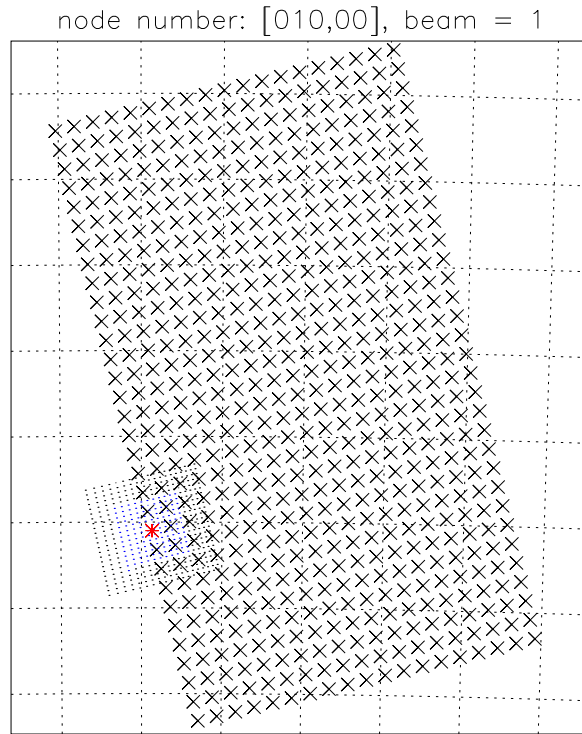 node number: [010,00], beam = 1